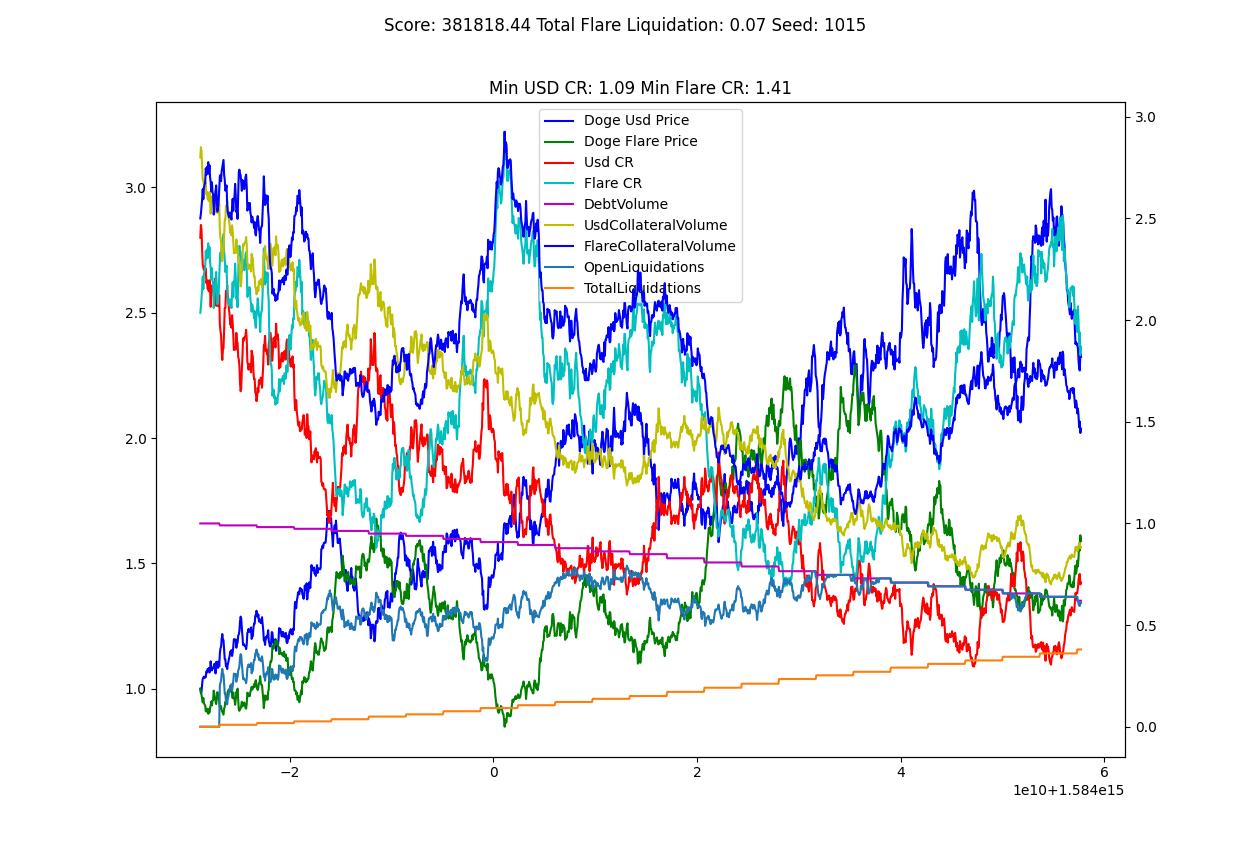 Score: 381818.44 Total Flare Liquidation: 0.07 Seed: 1015
Min USD CR: 1.09 Min Flare CR: 1.41
Doge Usd Price
Doge Flare Price
Usd CR
Flare CR
DebtVolume
UsdCollateralVolume
FlareCollateralVolume
OpenLiquidations
TotalLiquidations
3.0
2.5
2.0
1.5
1.0
3.0
2.5
2.0
1.5
1.0
0.5
0.0
−2 0 2 4 6
1e10+1.584e15